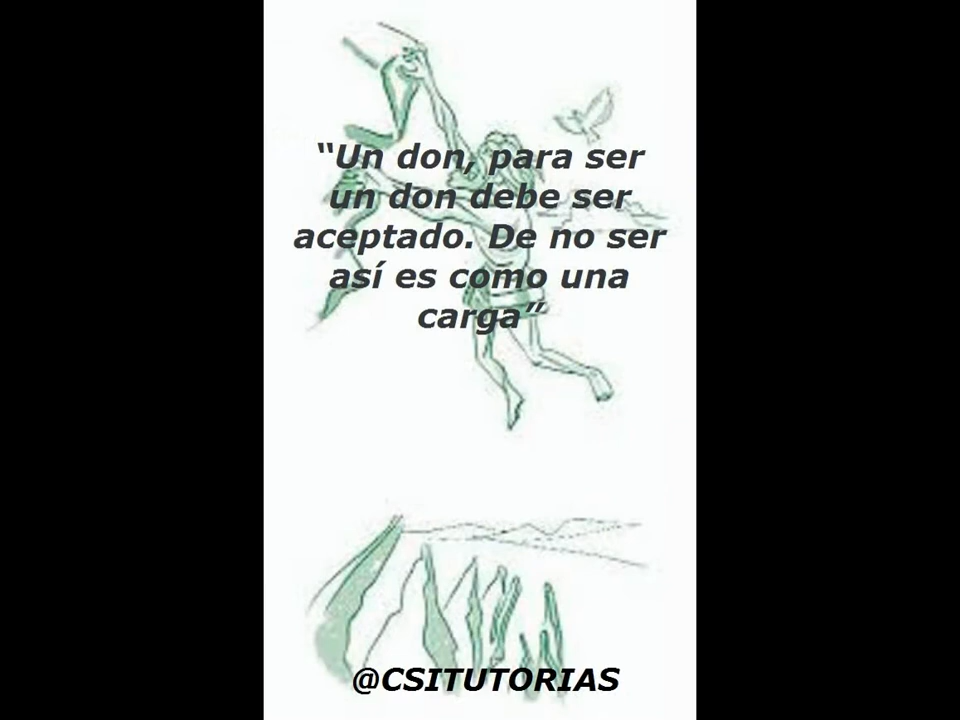 “Un don, para ser
un don debe ser
aceptado. De no ser
así es como una
carga”
@CSITUTORIAS